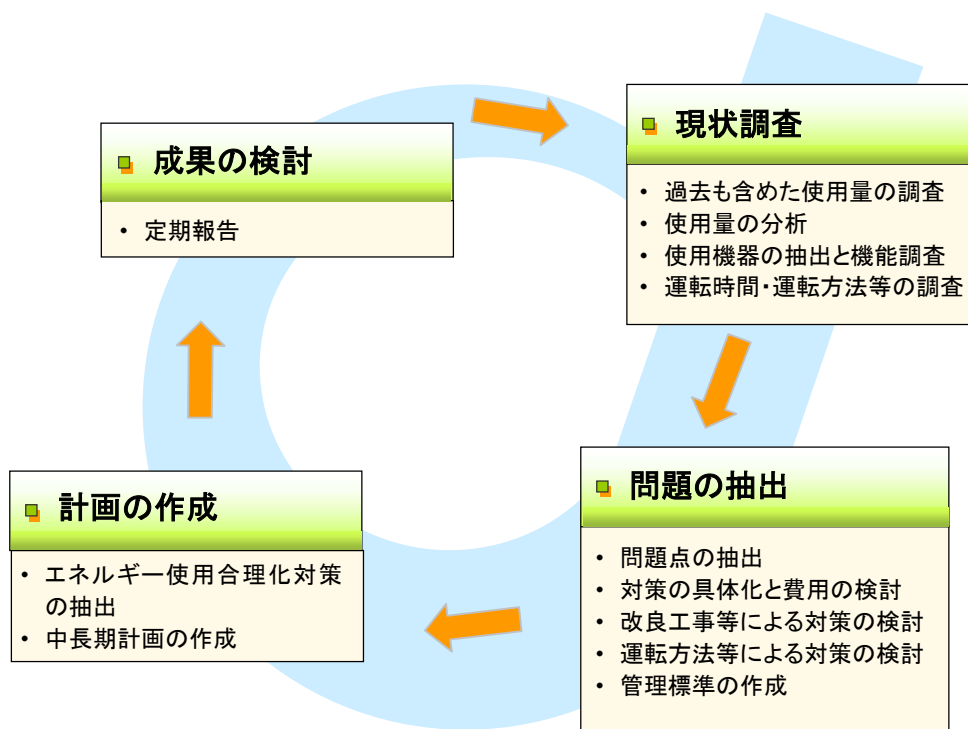 現状調査
• 過去も含めた使用量の調査
• 使用量の分析
• 使用機器の抽出と機能調査
• 運転時間・運転方法等の調査
問題の抽出
• 問題点の抽出
• 対策の具体化と費用の検討
• 改良工事等による対策の検討
• 運転方法等による対策の検討
• 管理標準の作成
計画の作成
• エネルギー使用合理化対策
の抽出
• 中長期計画の作成
成果の検討
• 定期報告